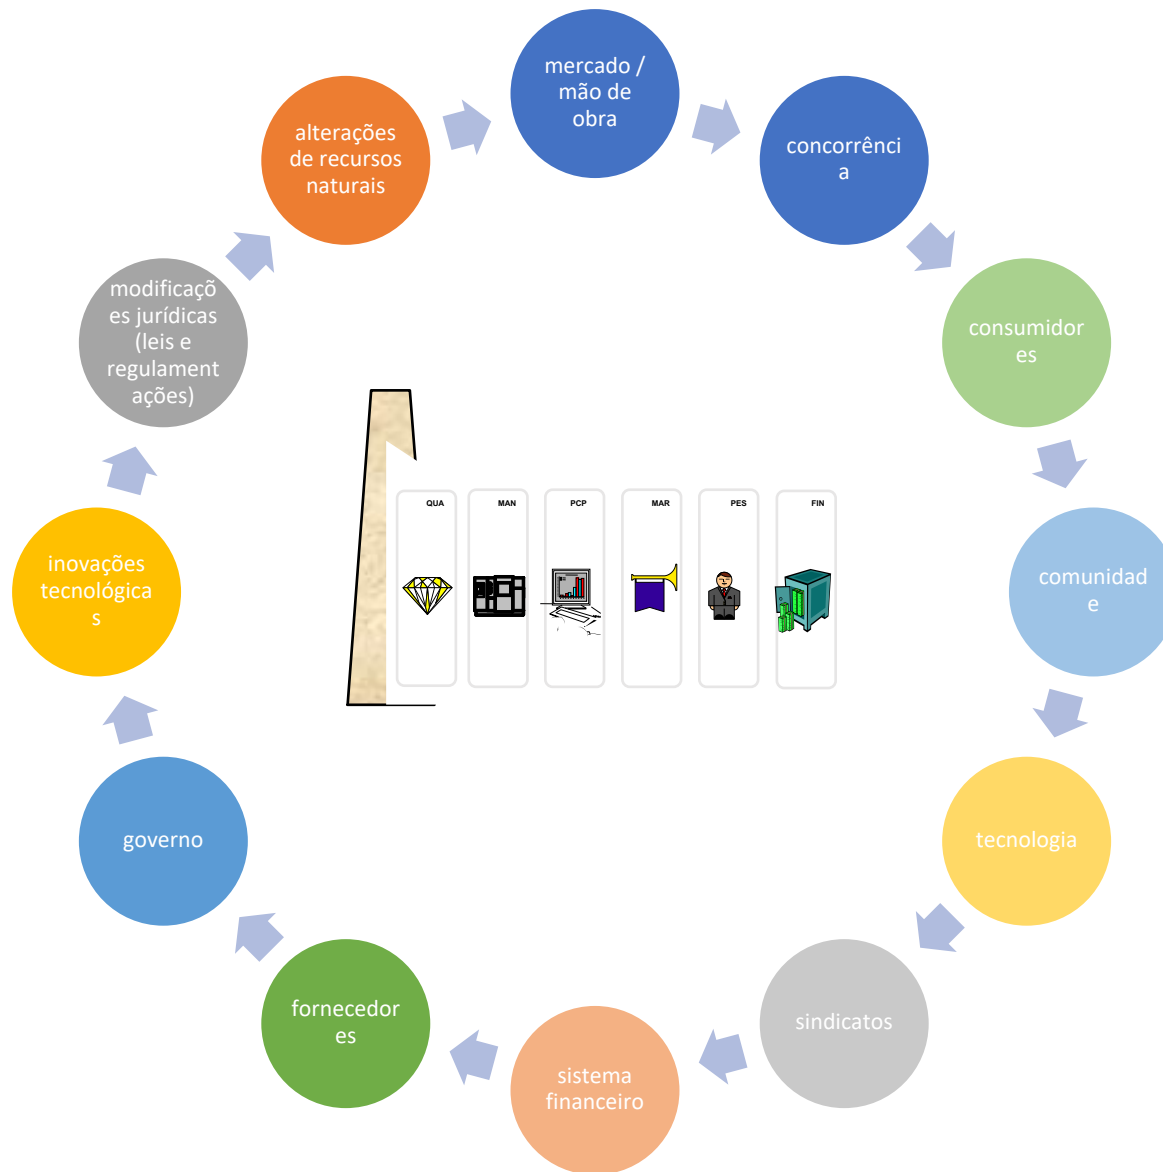 mercado /
mão de
obra
concorrênci
a
consumidor
es
comunidad
e
tecnologia
sindicatos
sistema
financeiro
fornecedor
es
governo
inovações
tecnológica
s
modificaçõ
es jurídicas
(leis e
regulament
ações)
alterações
de recursos
naturais
QUA
MAN
PCP
MAR
PES
FIN